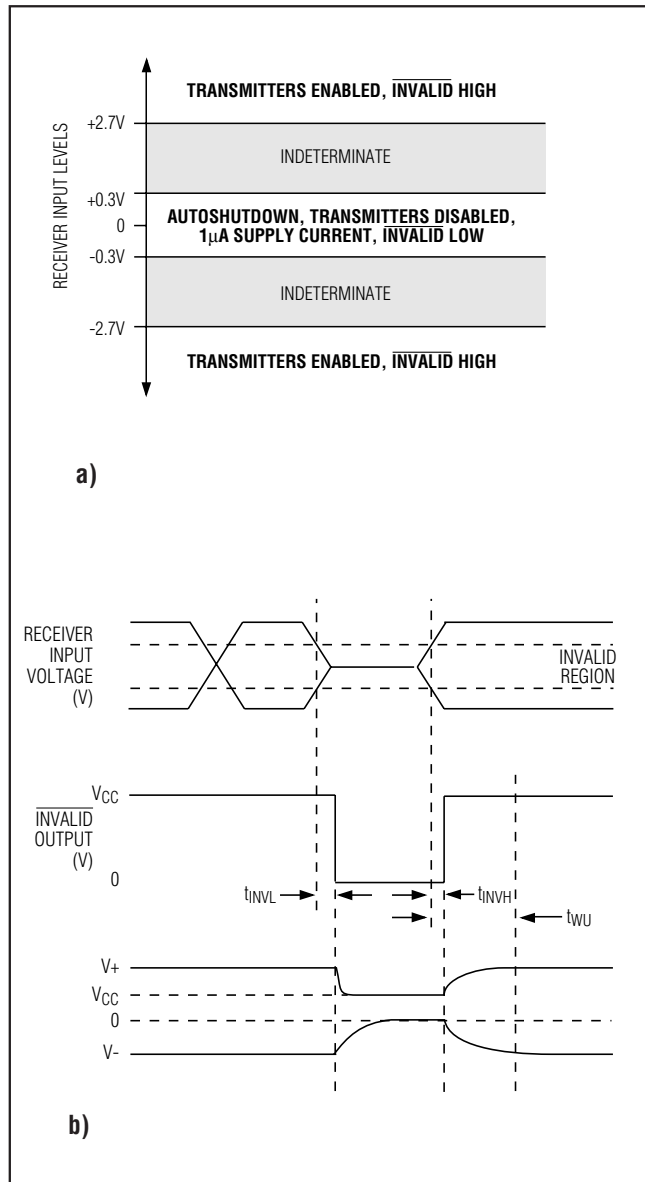 TRANSMITTERS ENABLED, INVALID HIGH
RECEIVER INPUT LEVELS
+2.7V
INDETERMINATE
+0.3V
0
-0.3V
AUTOSHUTDOWN, TRANSMITTERS DISABLED,
1µA SUPPLY CURRENT, INVALID LOW
INDETERMINATE
-2.7V
TRANSMITTERS ENABLED, INVALID HIGH
a)
RECEIVER
INPUT
VOLTAGE
(V)
INVALID
REGION
VCC
INVALID
OUTPUT
(V)
0
tINVL
tINVH
tWU
V+
VCC
0
V-
b)